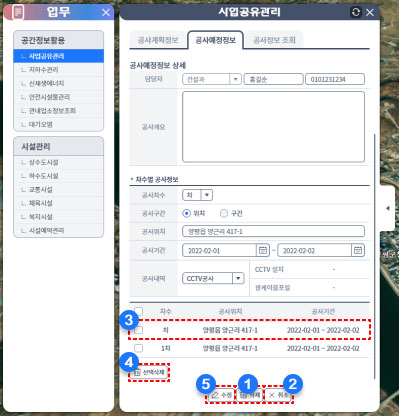 업무
공간정보활용
사업공유관리
지하수관리
신재생에너지
안전시설물관리
관내업소정보조회
대기오염
시설관리
상수도시설
하수도시설
교통시설
체육시설
복지시설
시설예약관리
사업공유관리
공사계획정보
공사예정정보
공사정보 조회
공사예정정보 상세
담당자
건설과
홍길순
0101231234
공사개요
• 차수별 공사정보
공사차수
차
공사구간
위치
구간
공사위치
양평읍 양근리 417-1
공사기간
2022-02-01
~
2022-02-02
공사내역
CCTV공사
CCTV 설치
-
광케이블포설
-
차수
공사위치
공사기간
3
차
양평읍 양근리 417-1
2022-02-01 ~ 2022-02-02
1차
양평읍 양근리 417-1
2022-02-01 ~ 2022-02-02
4
선택삭제
5
1
2
수정
삭제
취소